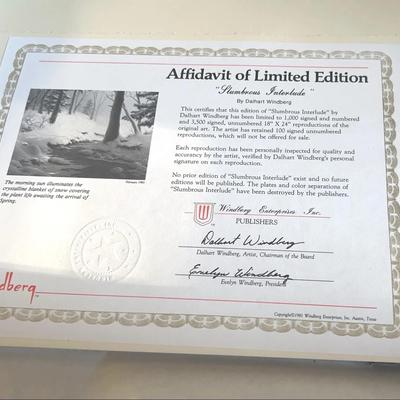 Affidavit of Limited Edition
"Slumbrous Interlude"
By Dalhart Windberg
This certifies that this edition of "Slumbrous Interlude" by
Dalhart Windberg has been limited to 1,000 signed and numbered
and 3,500 signed, unnumbered 18" X 24" reproductions of the
original art. The artist has retained 100 signed unnumbered
reproductions, which will not be offered for sale.
Each reproduction has been personally inspected for quality and
accuracy by the artist, verified by Dalhart Windberg's personal
signature on each reproduction.
No prior edition of "Slumbrous Interlude" exist and no future
editions will be published. The plates and color separations of
"Slumbrous Interlude" have been destroyed by the publishers.
February 1981
The morning sun illuminates the
crystalline blanket of snow covering
the plant life awaiting the arrival of
Spring.
Windberg Enterprises Inc.
PUBLISHERS
Dalhart Windberg
Dalhart Windberg, Artist, Chairman of the Board
Evelyn Windberg
Evelyn Windberg, President
dberg
Copyright©1981 Windberg Enterprises Inc. Austin, Texas